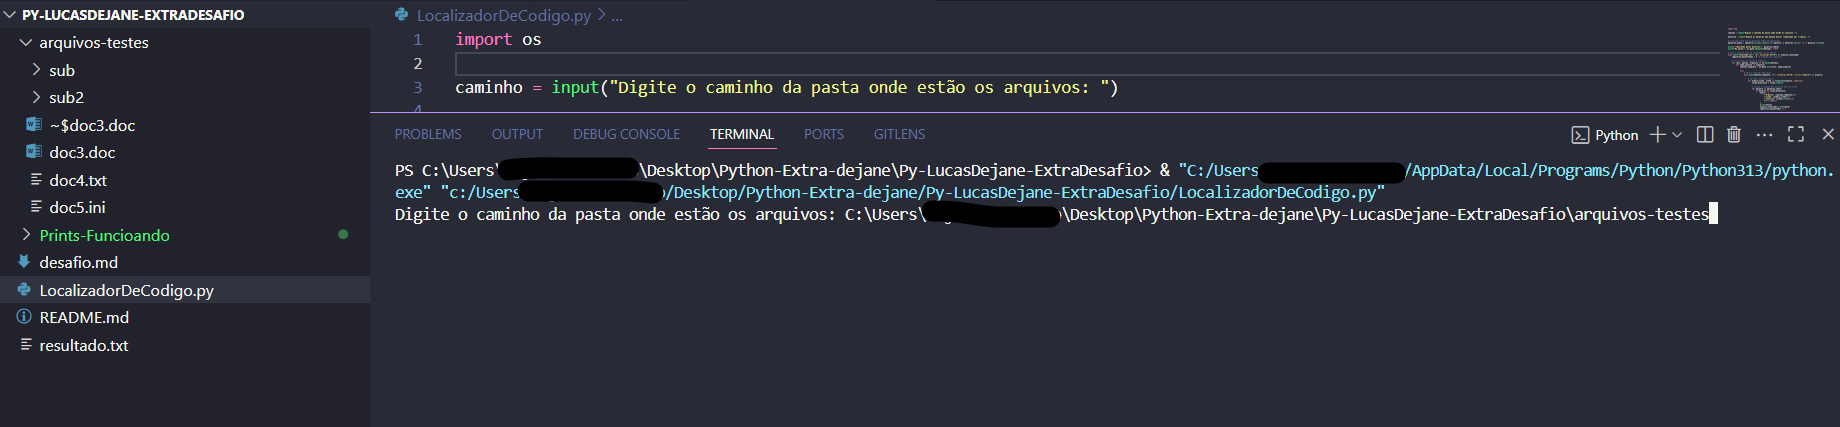 PY-LUCASDEJANE-EXTRADESAFIO
arquivos-testes
sub
sub2
~$doc3.doc
doc3.doc
doc4.txt
doc5.ini
Prints-Funcioando
desafio.md
LocalizadorDeCodigo.py
README.md
resultado.txt
LocalizadorDeCodigo.py > ...
1 import os
2
3 caminho = input("Digite o caminho da pasta onde estão os arquivos: ")
4
PROBLEMS OUTPUT DEBUG CONSOLE TERMINAL PORTS GITLENS
Python
PS C:\Users\ \Desktop\Python-Extra-dejane\Py-LucasDejane-ExtraDesafio> & "C:/Users /AppData/Local/Programs/Python/Python313/python.
exe" "c:/Users /Desktop/Python-Extra-dejane/Py-LucasDejane-ExtraDesafio/LocalizadorDeCodigo.py"
Digite o caminho da pasta onde estão os arquivos: C:\Users\ \Desktop\Python-Extra-dejane\Py-LucasDejane-ExtraDesafio\arquivos-testes